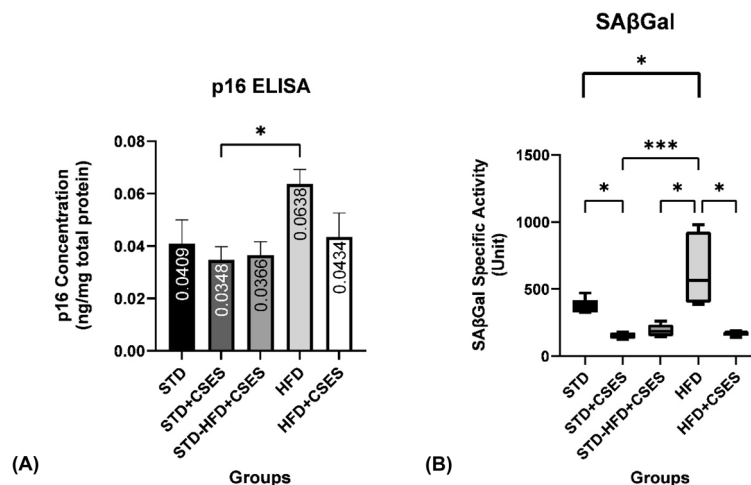 p16 ELISA
p16 Concentration
(ng/mg total protein)
0.08
0.06
0.04
0.02
0.00
*
0.0409
0.0348
0.0366
0.0638
0.0434
STD
STD+CSES
STD-HFD+CSES
HFD
HFD+CSES
Groups
(A)
SAβGal
SAβGal Specific Activity
(Unit)
1500
1000
500
0
*
***
*
*
*
STD
STD+CSES
STD-HFD+CSES
HFD
HFD+CSES
Groups
(B)